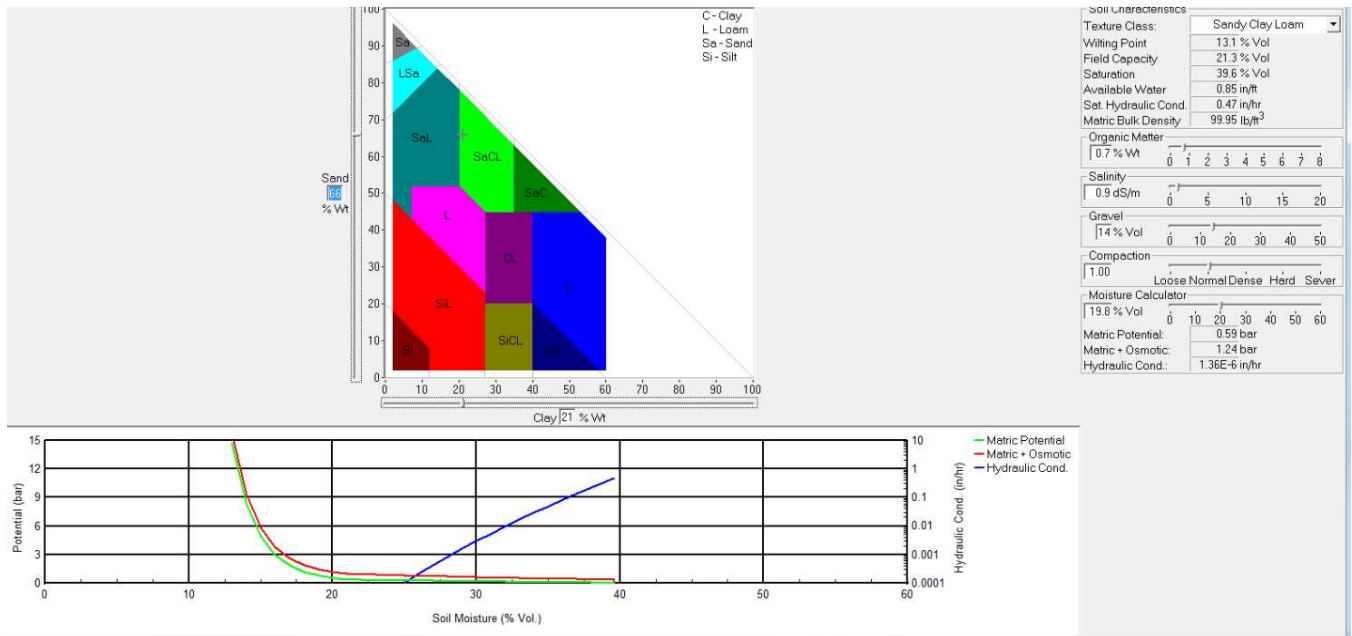 C - Clay
L - Loam
Sa - Sand
Si - Silt
100
90
80
70
60
50
40
30
20
10
0
Sand
66
% Wt
Sa
LSa
SaL
SaCL
SaC
L
CL
C
SiL
SiCL
SiC
Si
0 10 20 30 40 50 60 70 80 90 100
Clay 21 % Wt
Soil Characteristics
Texture Class: Sandy Clay Loam
Wilting Point 13.1 % Vol
Field Capacity 21.3 % Vol
Saturation 39.6 % Vol
Available Water 0.85 in/ft
Sat. Hydraulic Cond. 0.47 in/hr
Matric Bulk Density 99.95 lb/ft3
Organic Matter
0.7 % Wt 0 1 2 3 4 5 6 7 8
Salinity
0.9 dS/m 0 5 10 15 20
Gravel
14 % Vol 0 10 20 30 40 50
Compaction
1.00 Loose Normal Dense Hard Sever
Moisture Calculator
19.8 % Vol 0 10 20 30 40 50 60
Matric Potential: 0.59 bar
Matric + Osmotic: 1.24 bar
Hydraulic Cond.: 1.36E-6 in/hr
Potential (bar)
15
12
9
6
3
0
0 10 20 30 40 50 60
Soil Moisture (% Vol.)
10
1
0.1
0.01
0.001
0.0001
Hydraulic Cond. (in/hr)
Matric Potential
Matric + Osmotic
Hydraulic Cond.